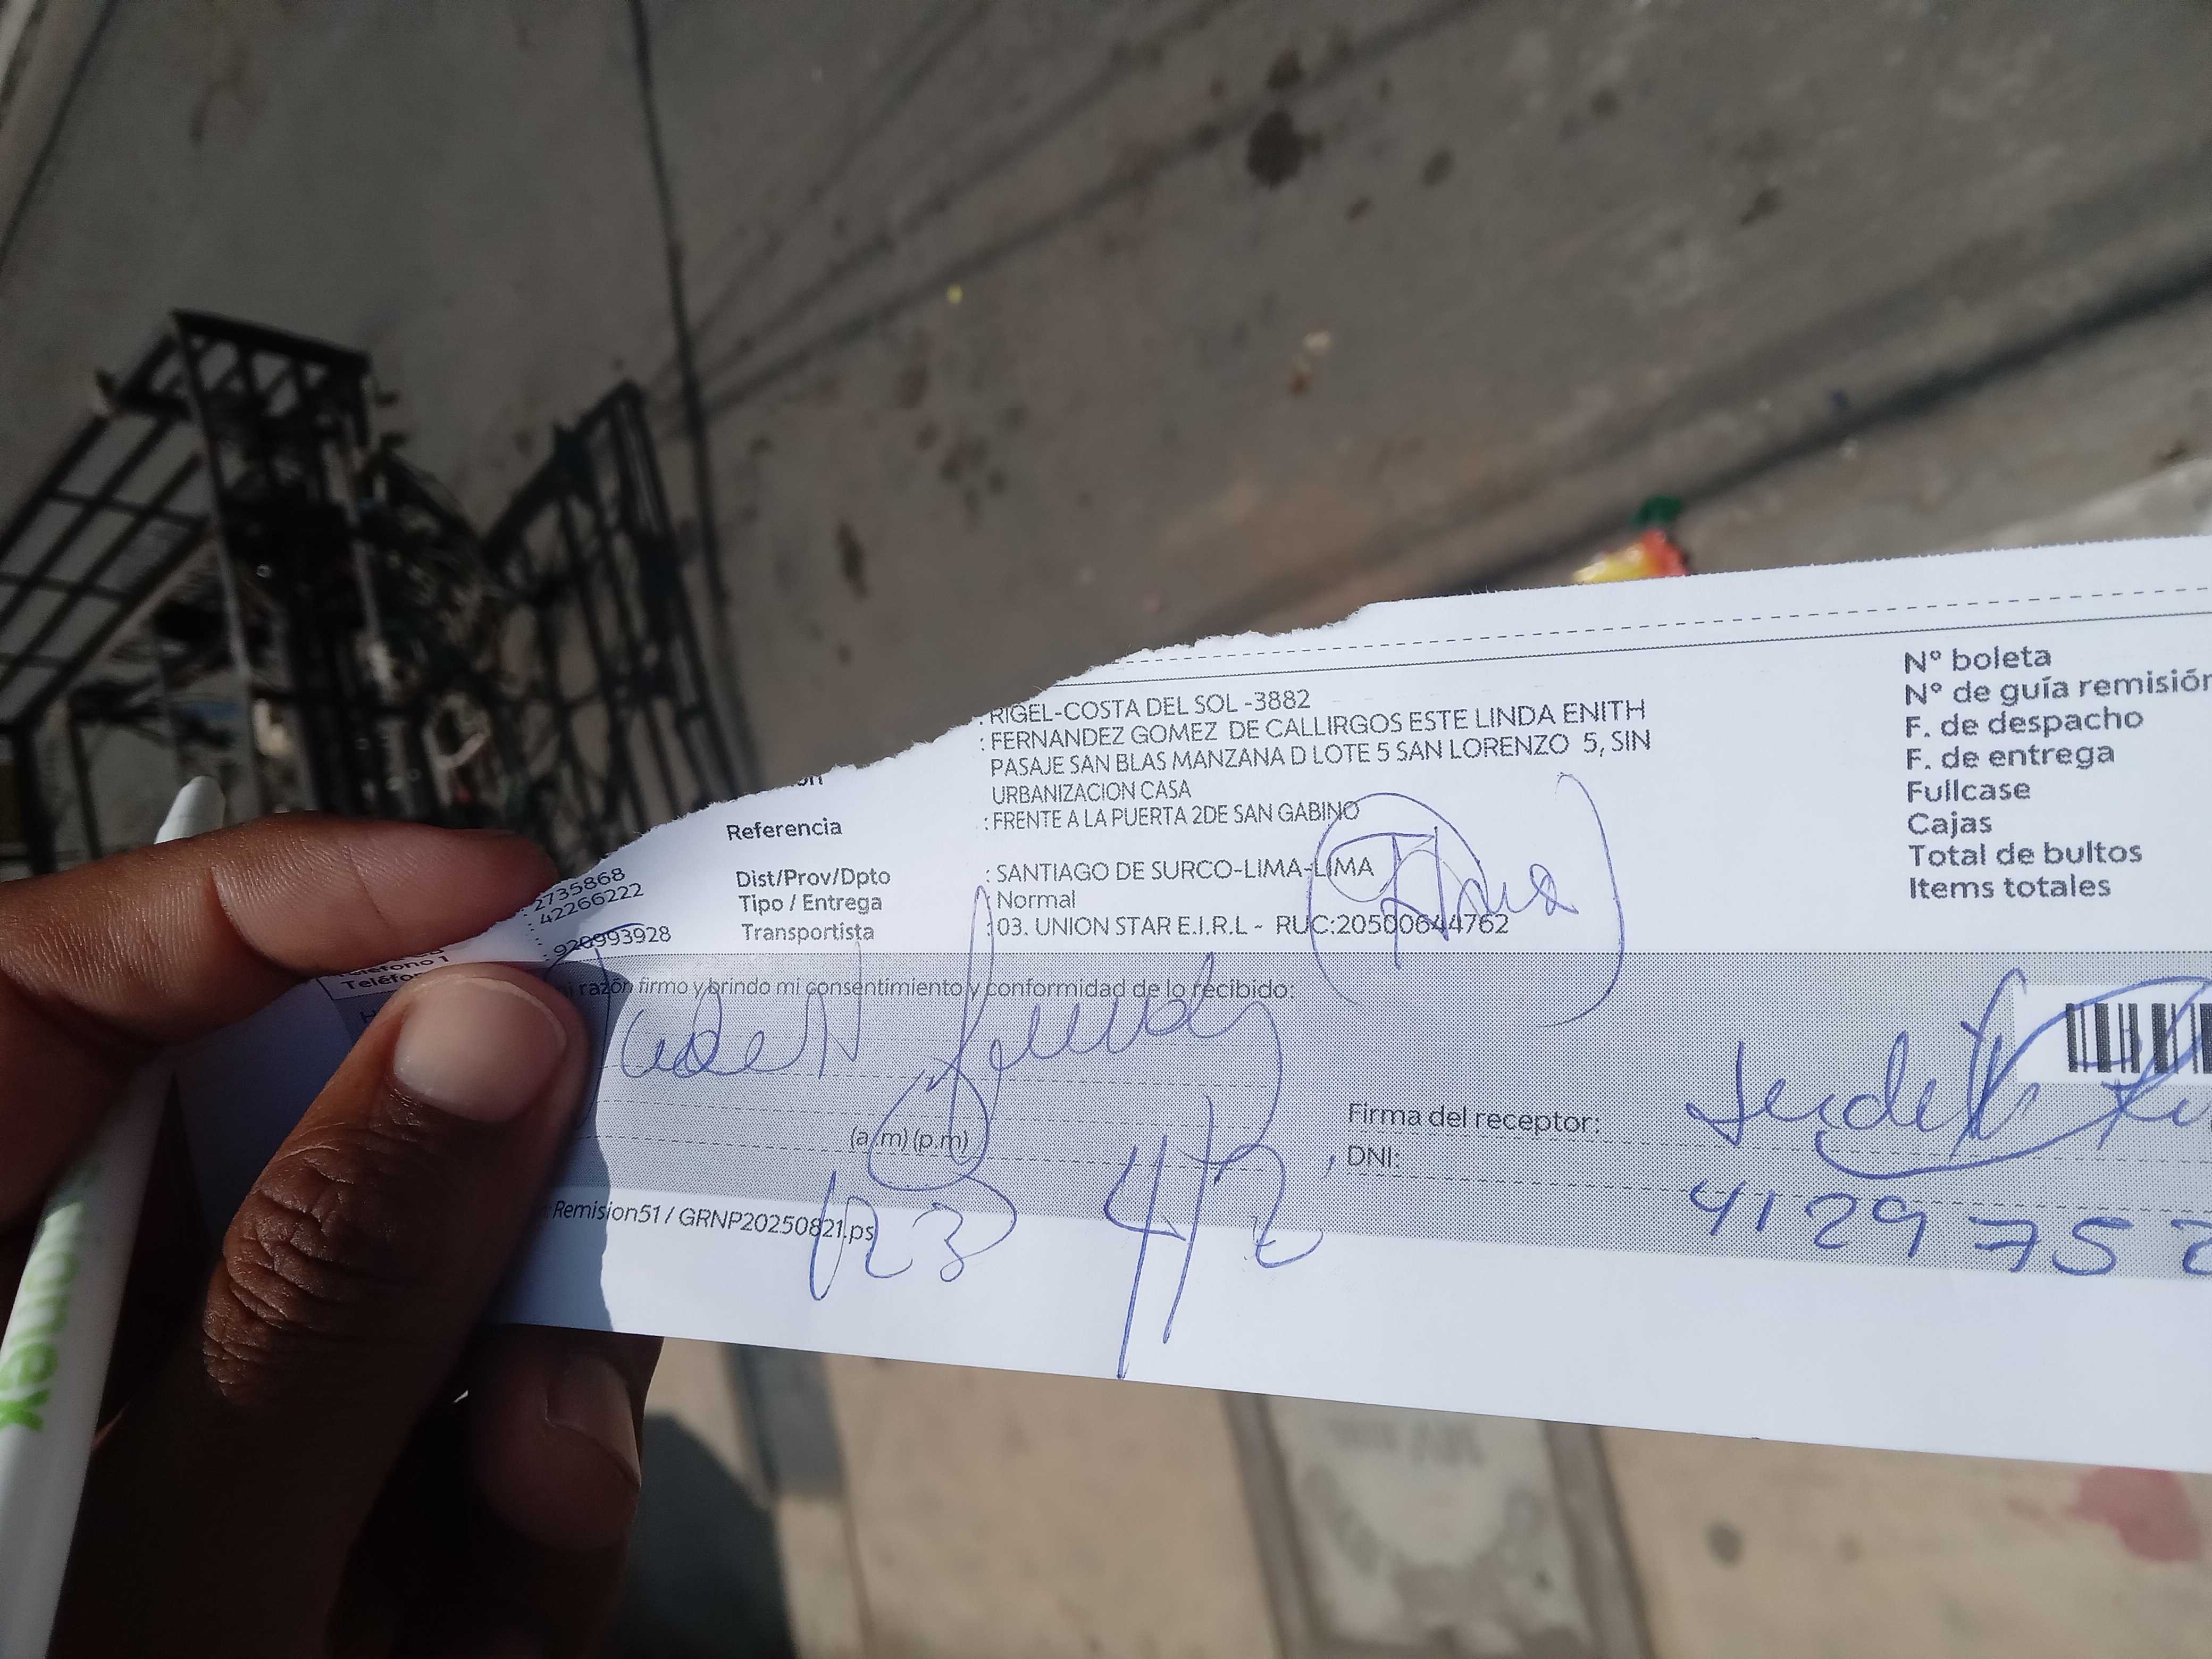 : RIGEL-COSTA DEL SOL -3882
: FERNANDEZ GOMEZ DE CALLIRGOS ESTE LINDA ENITH
PASAJE SAN BLAS MANZANA D LOTE 5 SAN LORENZO 5, SIN
URBANIZACION CASA
Referencia : FRENTE A LA PUERTA 2DE SAN GABINO
Dist/Prov/Dpto : SANTIAGO DE SURCO-LIMA-LIMA
Tipo / Entrega : Normal
Transportista : 03. UNION STAR E.I.R.L - RUC:20500644762
: 2735868
: 42266222
: 920993928
Teléfono 1
N° boleta
N° de guía remisión
F. de despacho
F. de entrega
Fullcase
Cajas
Total de bultos
Items totales
razón firmo y brindo mi consentimiento y conformidad de lo recibido.
(a.m) (p.m)
Firma del receptor:
DNI: 4129752
Remision51 / GRNP20250821.ps
123